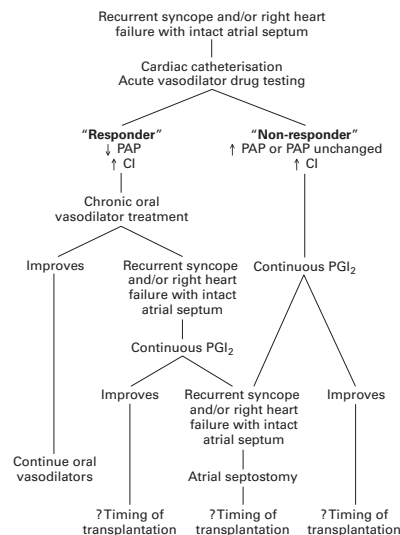 Recurrent syncope and/or right heart
failure with intact atrial septum
Cardiac catheterisation
Acute vasodilator drug testing
“Responder”
↓ PAP
↑ CI
“Non-responder”
↑ PAP or PAP unchanged
↑ CI
Chronic oral
vasodilator treatment
Improves
Recurrent syncope
and/or right heart
failure with intact
atrial septum
Continuous PGI₂
Continuous PGI₂
Improves
Recurrent syncope
and/or right heart
failure with intact
atrial septum
Improves
Continue oral
vasodilators
Atrial septostomy
? Timing of
transplantation
? Timing of
transplantation
? Timing of
transplantation